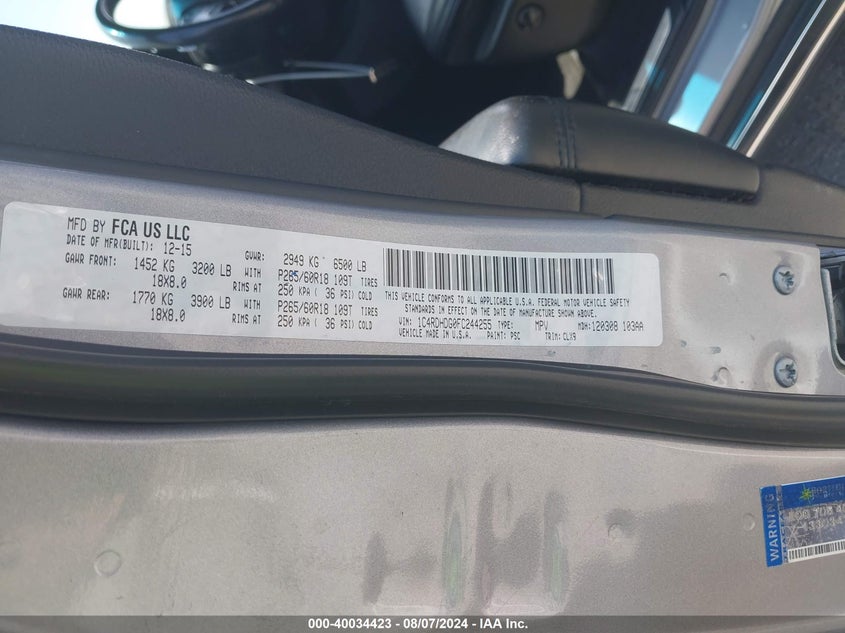 MFD BY FCA US LLC
DATE OF MFR(BUILT): 12-15 GVWR: 2949 KG 6500 LB
GAWR FRONT: 1452 KG 3200 LB WITH P265/60R18 109T TIRES
18X8.0 RIMS AT 250 KPA ( 36 PSI) COLD
GAWR REAR: 1770 KG 3900 LB WITH P265/60R18 109T TIRES
18X8.0 RIMS AT 250 KPA ( 36 PSI) COLD
THIS VEHICLE CONFORMS TO ALL APPLICABLE U.S.A. FEDERAL MOTOR VEHICLE SAFETY
STANDARDS IN EFFECT ON THE DATE OF MANUFACTURE SHOWN ABOVE.
VIN: 1C4RDHDG0FC244255 TYPE: MPV MDH: 120308 103AA
VEHICLE MADE IN U.S.A. PAINT: PSC TRIM: CLX9
WARNING
000-40034423 - 08/07/2024 - IAA Inc.